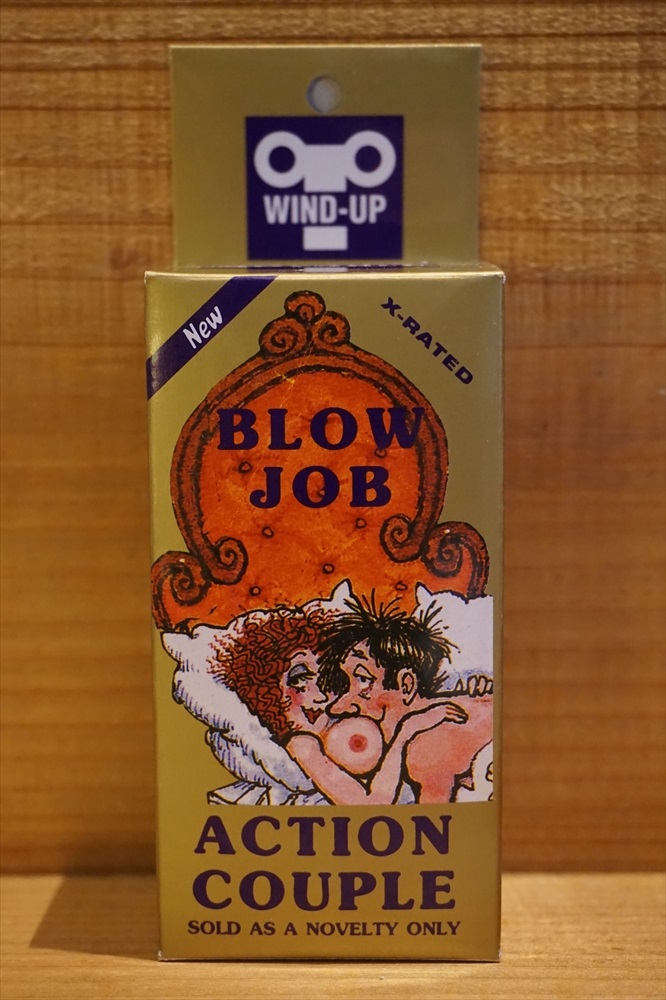 WIND-UP
New
X-RATED
BLOW
JOB
ACTION
COUPLE
SOLD AS A NOVELTY ONLY